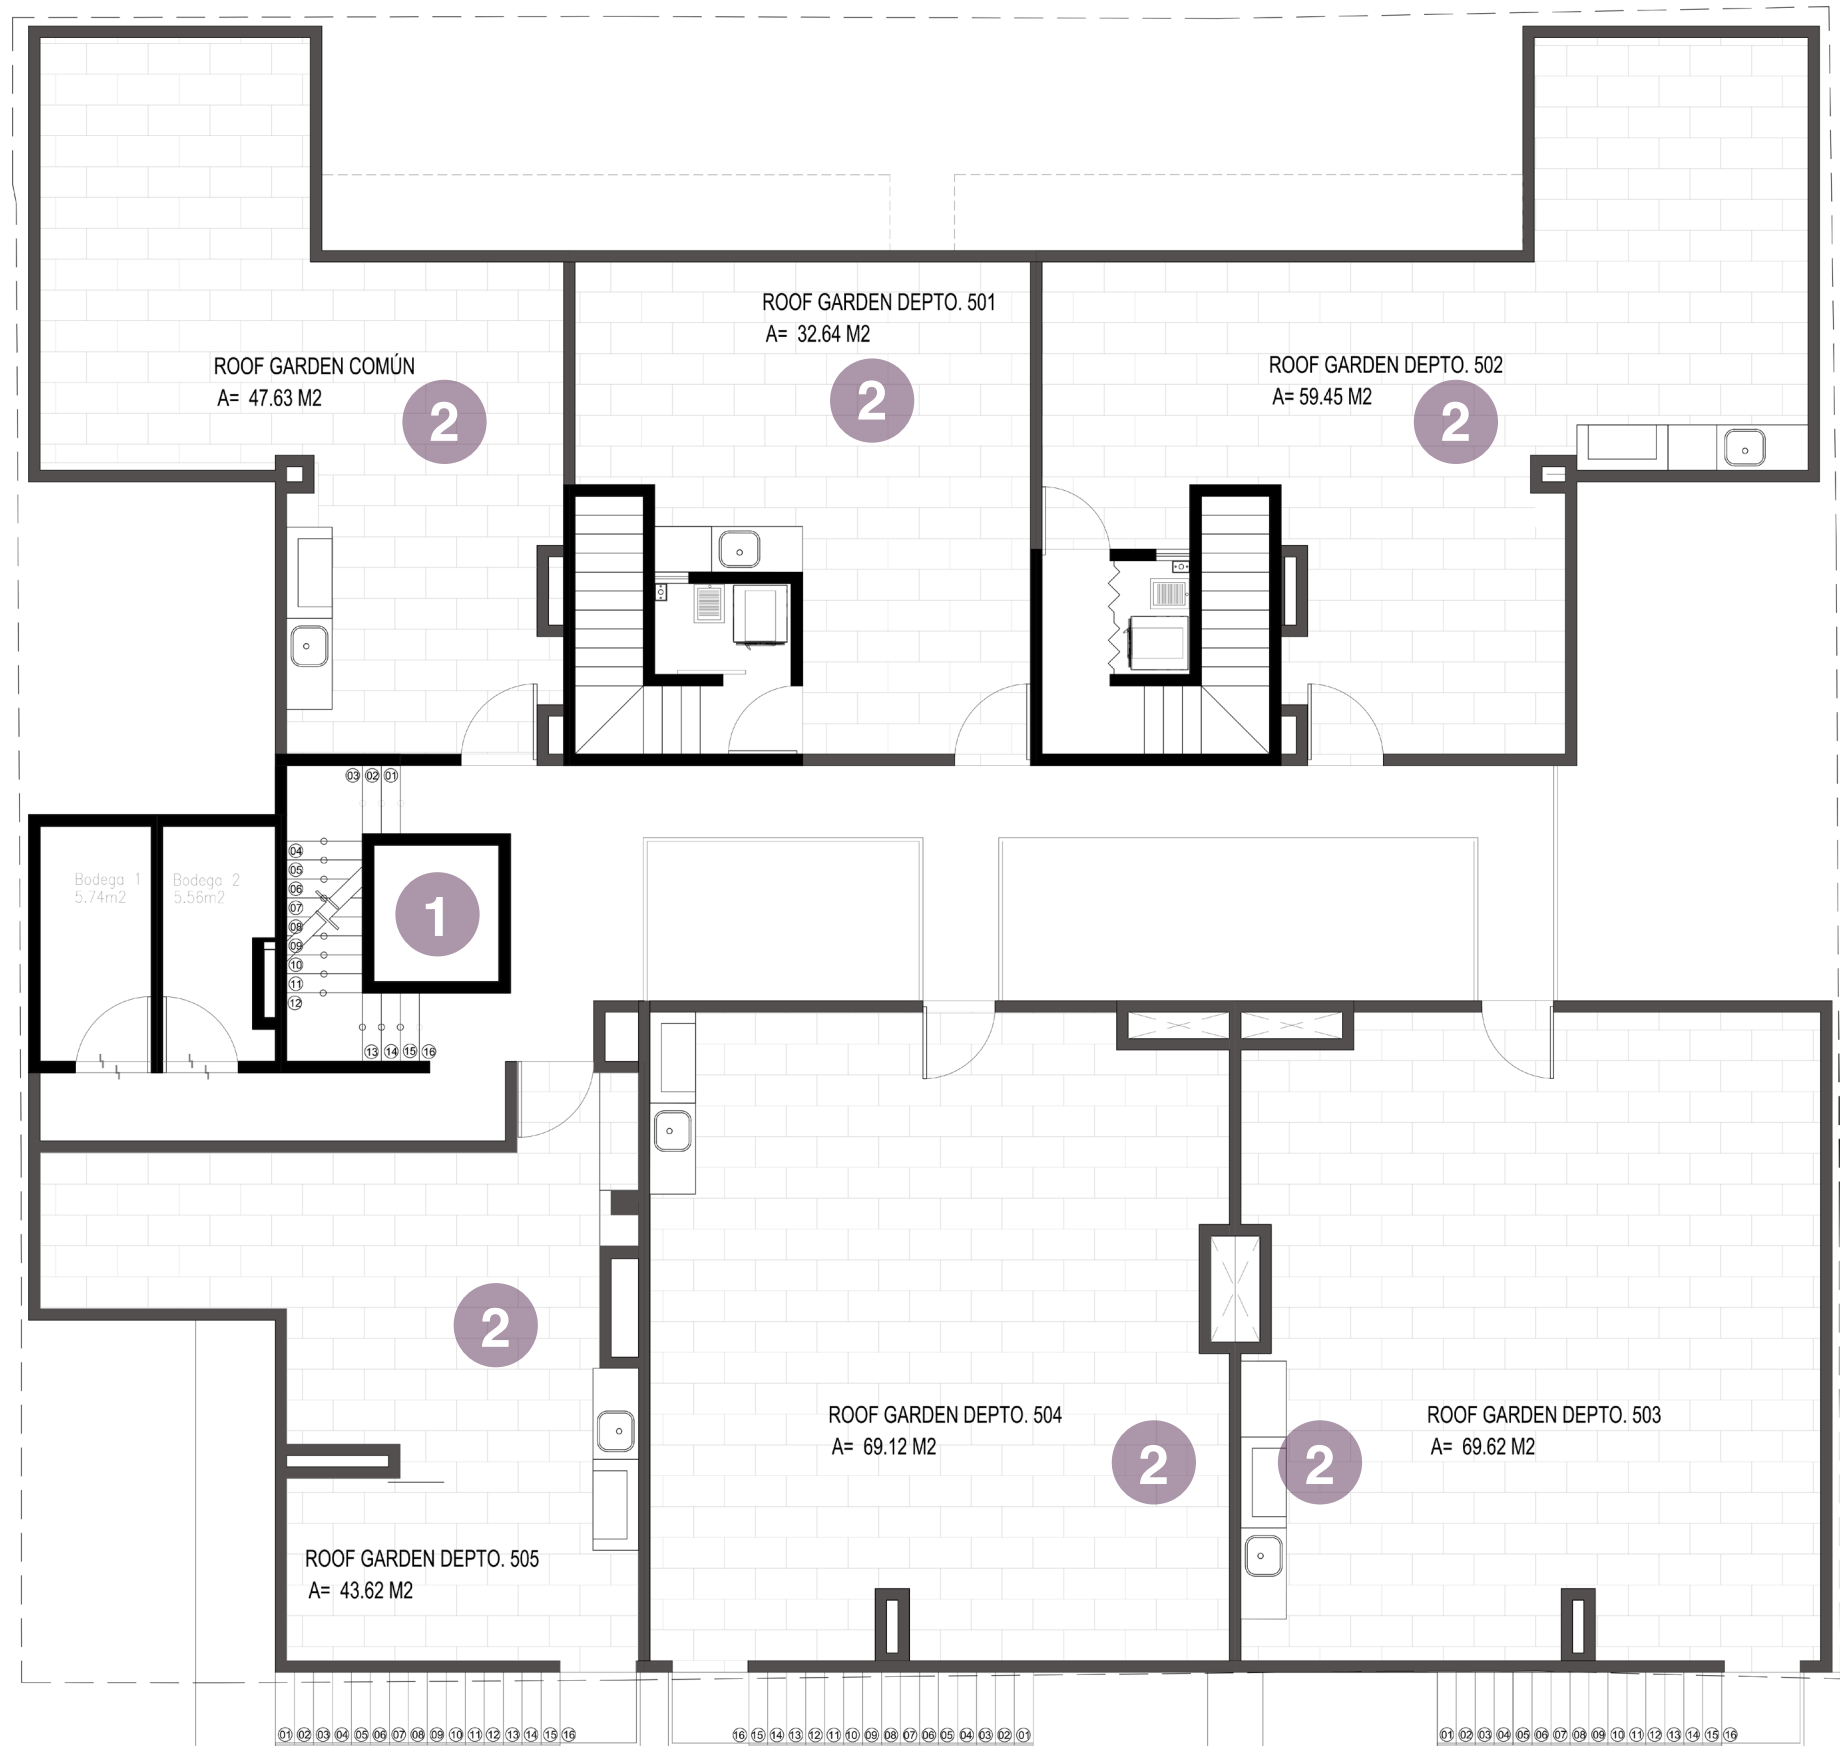 ROOF GARDEN DEPTO. 501
A= 32.64 M2
ROOF GARDEN COMÚN
A= 47.63 M2
2
2
ROOF GARDEN DEPTO. 502
A= 59.45 M2
2
03 02 01
04
05
06
07
08
09
10
11
12
13 14 15 16
Bodega 1
5.74m2
Bodega 2
5.56m2
1
2
ROOF GARDEN DEPTO. 504
A= 69.12 M2
2
2
ROOF GARDEN DEPTO. 503
A= 69.62 M2
ROOF GARDEN DEPTO. 505
A= 43.62 M2
01 02 03 04 05 06 07 08 09 10 11 12 13 14 15 16
16 15 14 13 12 11 10 09 08 07 06 05 04 03 02 01
01 02 03 04 05 06 07 08 09 10 11 12 13 14 15 16